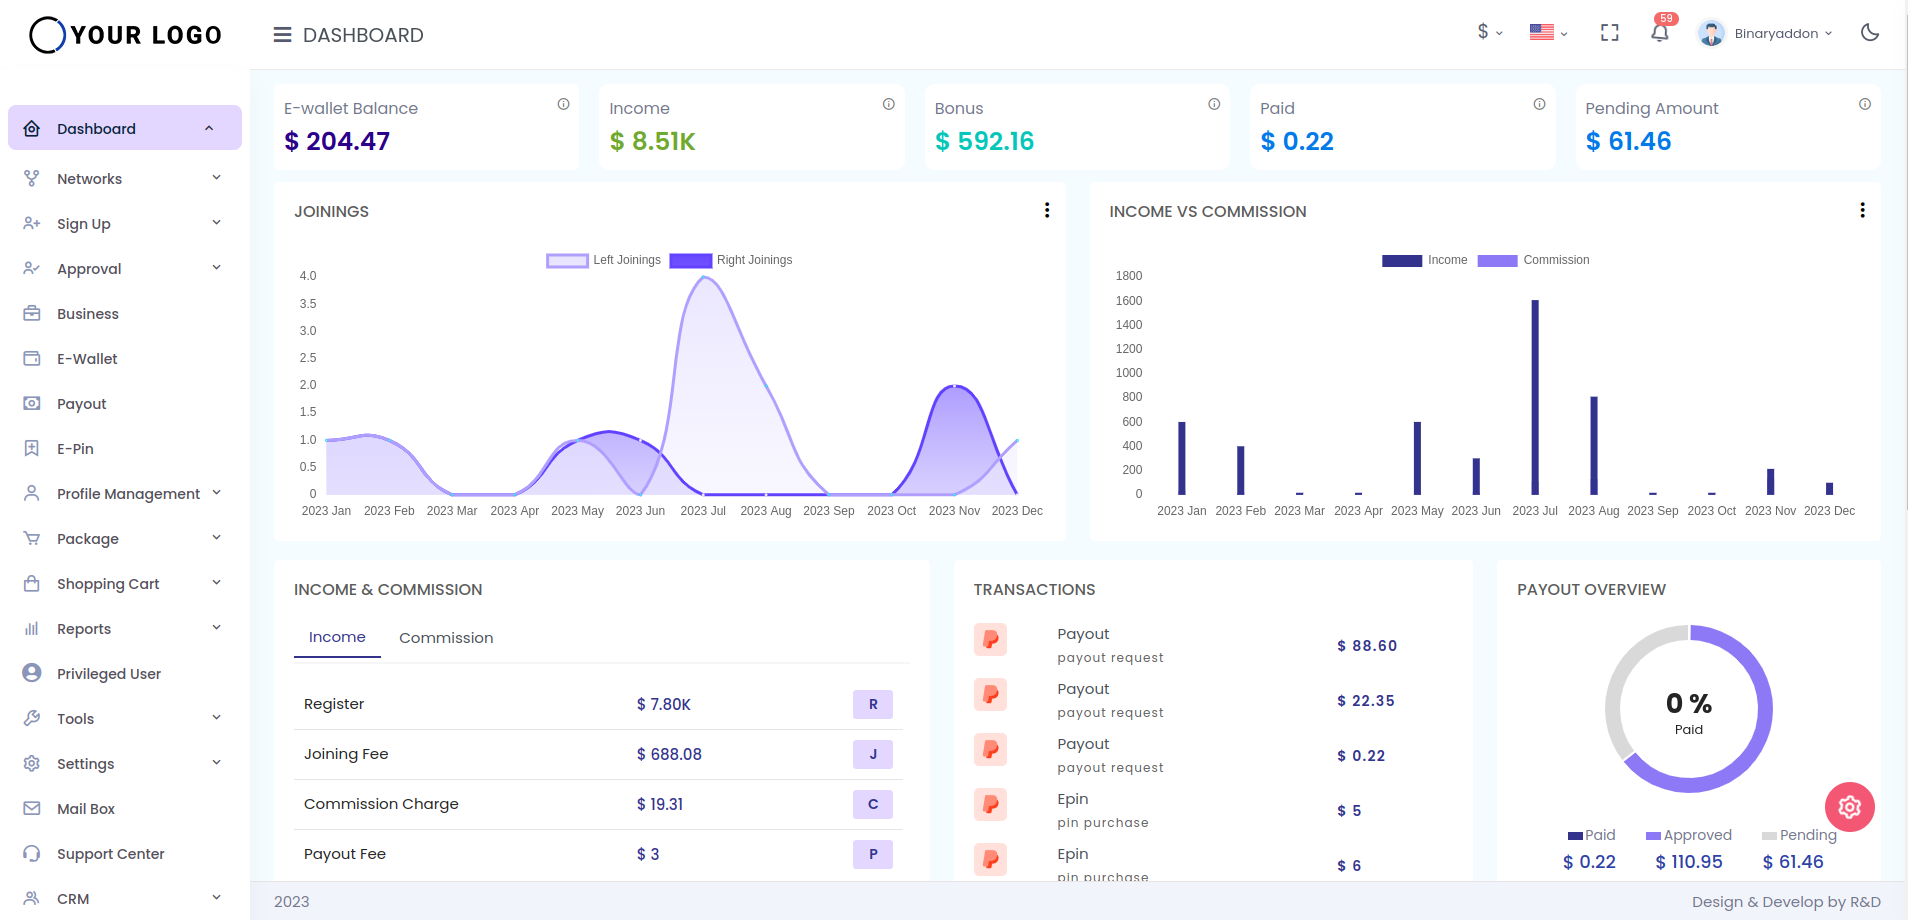 YOUR LOGO
DASHBOARD
$
59
Binaryaddon
Dashboard
Networks
Sign Up
Approval
Business
E-Wallet
Payout
E-Pin
Profile Management
Package
Shopping Cart
Reports
Privileged User
Tools
Settings
Mail Box
Support Center
CRM
E-wallet Balance
$ 204.47
Income
$ 8.51K
Bonus
$ 592.16
Paid
$ 0.22
Pending Amount
$ 61.46
JOININGS
Left Joinings Right Joinings
4.0
3.5
3.0
2.5
2.0
1.5
1.0
0.5
0
2023 Jan 2023 Feb 2023 Mar 2023 Apr 2023 May 2023 Jun 2023 Jul 2023 Aug 2023 Sep 2023 Oct 2023 Nov 2023 Dec
INCOME VS COMMISSION
Income Commission
1800
1600
1400
1200
1000
800
600
400
200
0
2023 Jan 2023 Feb 2023 Mar 2023 Apr 2023 May 2023 Jun 2023 Jul 2023 Aug 2023 Sep 2023 Oct 2023 Nov 2023 Dec
INCOME & COMMISSION
Income Commission
Register $ 7.80K R
Joining Fee $ 688.08 J
Commission Charge $ 19.31 C
Payout Fee $ 3 P
TRANSACTIONS
Payout
payout request
$ 88.60
Payout
payout request
$ 22.35
Payout
payout request
$ 0.22
Epin
pin purchase
$ 5
Epin
pin purchase
$ 6
PAYOUT OVERVIEW
0 %
Paid
Paid Approved Pending
$ 0.22 $ 110.95 $ 61.46
2023
Design & Develop by R&D